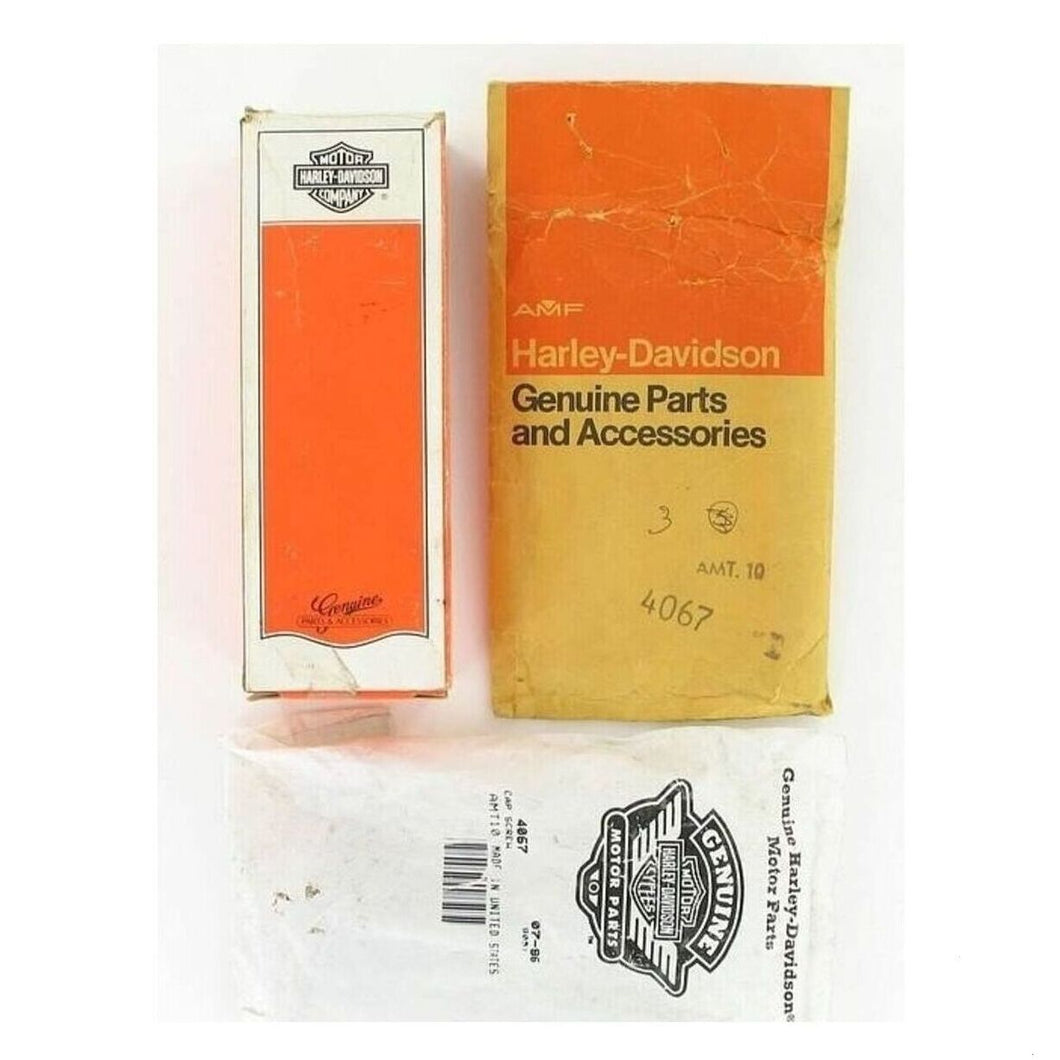 MOTOR
HARLEY-DAVIDSON
COMPANY
®
Genuine
PARTS & ACCESSORIES
AMF
Harley-Davidson
Genuine Parts
and Accessories
3
AMT. 10
4067
Genuine Harley-Davidson®
Motor Parts
GENUINE
MOTOR
HARLEY-DAVIDSON
CYCLES
MOTOR PARTS
™
4067 07-96
CAP SCREW
AMT10 MADE IN UNITED STATES